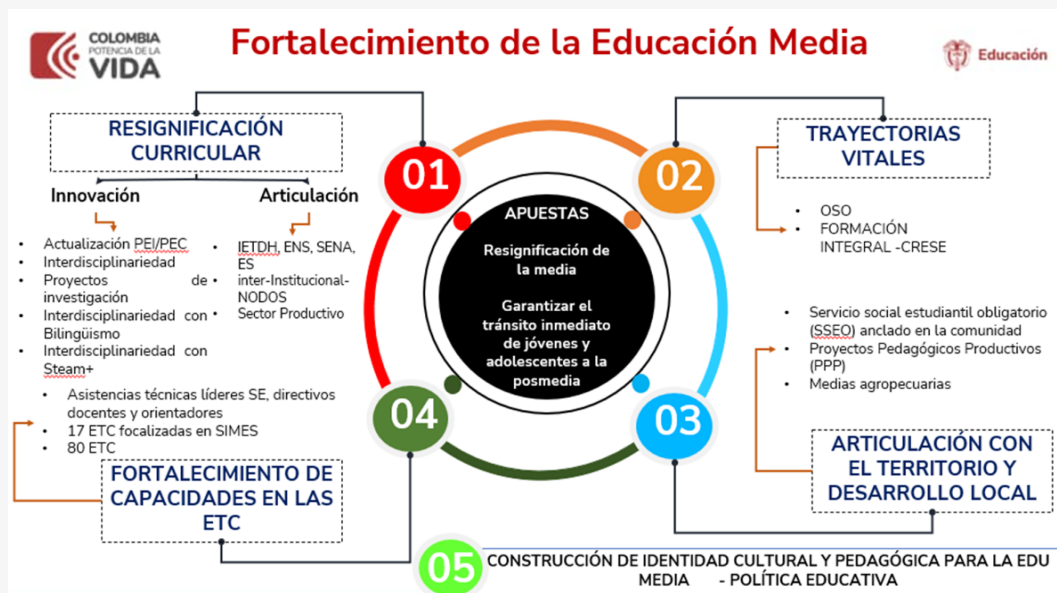 COLOMBIA
POTENCIA DE LA
VIDA
Fortalecimiento de la Educación Media
Educación
RESIGNIFICACIÓN
CURRICULAR
Innovación
Articulación
• Actualización PEI/PEC
• Interdisciplinariedad
• Proyectos de
investigación
• Interdisciplinariedad con
Bilingüismo
• Interdisciplinariedad con
Steam+
• IETDH, ENS, SENA,
ES
• inter-Institucional-
NODOS
• Sector Productivo
01
02
TRAYECTORIAS
VITALES
• OSO
• FORMACIÓN
INTEGRAL -CRESE
APUESTAS
Resignificación de
la media
Garantizar el
tránsito inmediato
de jóvenes y
adolescentes a la
posmedia
• Servicio social estudiantil obligatorio
(SSEO) anclado en la comunidad
• Proyectos Pedagógicos Productivos
(PPP)
• Medias agropecuarias
03
ARTICULACIÓN CON
EL TERRITORIO Y
DESARROLLO LOCAL
04
• Asistencias técnicas líderes SE, directivos
docentes y orientadores
• 17 ETC focalizadas en SIMES
• 80 ETC
FORTALECIMIENTO DE
CAPACIDADES EN LAS
ETC
05
CONSTRUCCIÓN DE IDENTIDAD CULTURAL Y PEDAGÓGICA PARA LA EDU
MEDIA - POLÍTICA EDUCATIVA